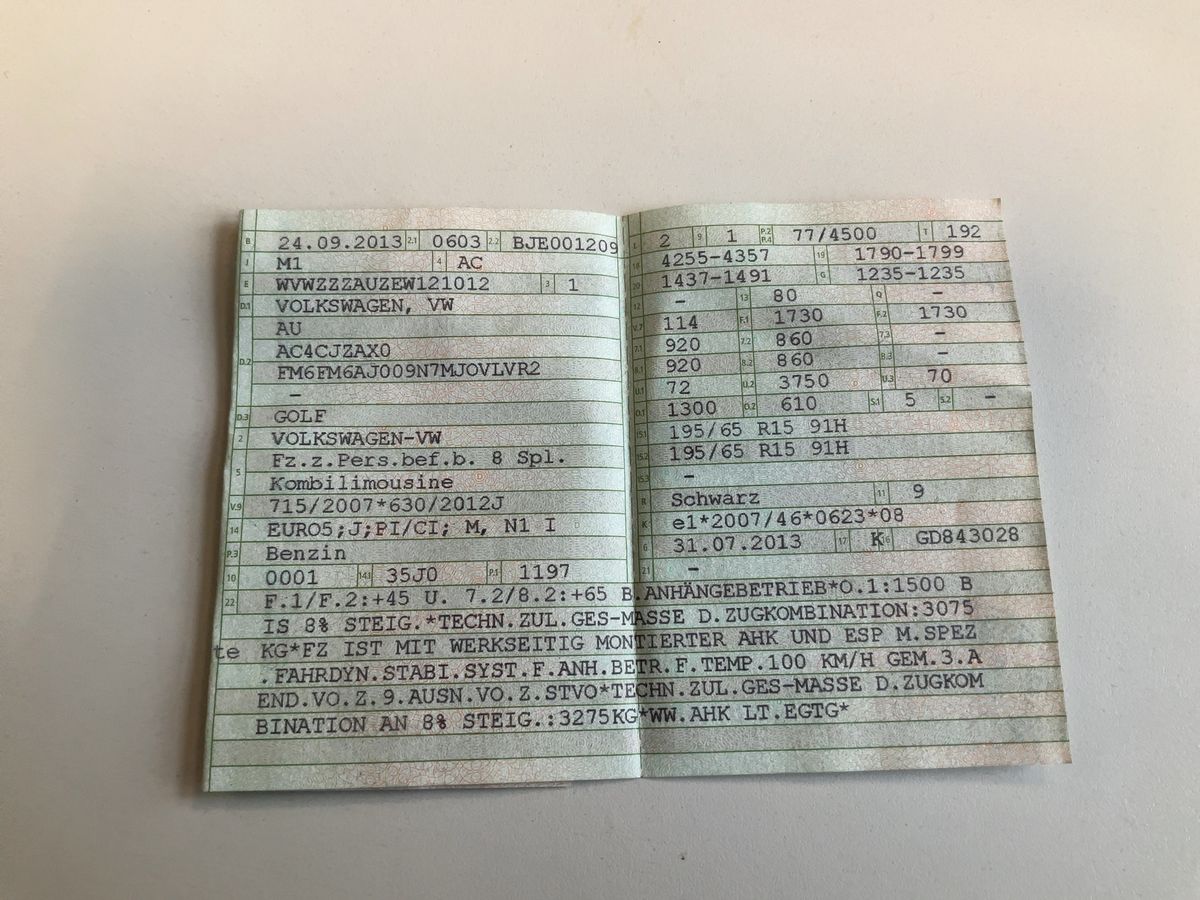 B 24.09.2013 2.1 0603 2.2 BJE001209
J M1 4 AC
E WVWZZZAUZEW121012 3 1
D.1 VOLKSWAGEN, VW
AU
D.2 AC4CJZAX0
FM6FM6AJ009N7MJOVLVR2
–
D.3 GOLF
2 VOLKSWAGEN-VW
5 Fz.z.Pers.bef.b. 8 Spl.
Kombilimousine
V.9 715/2007*630/2012J
14 EURO5;J;PI/CI; M, N1 I
P.3 Benzin
10 0001 14.1 35J0 P.1 1197
L 2 9 1 P.2 P.4 77/4500 T 192
18 4255-4357 19 1790-1799
20 1437-1491 G 1235-1235
12 – 13 80 Q –
V.7 114 F.1 1730 F.2 1730
7.1 920 7.2 860 7.3 –
8.1 920 8.2 860 8.3 –
U.1 72 U.2 3750 U.3 70
O.1 1300 O.2 610 S.1 5 S.2 –
15.1 195/65 R15 91H
15.2 195/65 R15 91H
15.3 –
R Schwarz 11 9
K e1*2007/46*0623*08
6 31.07.2013 17 K 16 GD843028
21 –
22 F.1/F.2:+45 U. 7.2/8.2:+65 B.ANHÄNGEBETRIEB*O.1:1500 B
IS 8% STEIG.*TECHN.ZUL.GES-MASSE D.ZUGKOMBINATION:3075
te KG*FZ IST MIT WERKSEITIG MONTIERTER AHK UND ESP M.SPEZ
.FAHRDYN.STABI.SYST.F.ANH.BETR.F.TEMP.100 KM/H GEM.3.A
END.VO.Z.9.AUSN.VO.Z.STVO*TECHN.ZUL.GES-MASSE D.ZUGKOM
BINATION AN 8% STEIG.:3275KG*WW.AHK LT.EGTG*